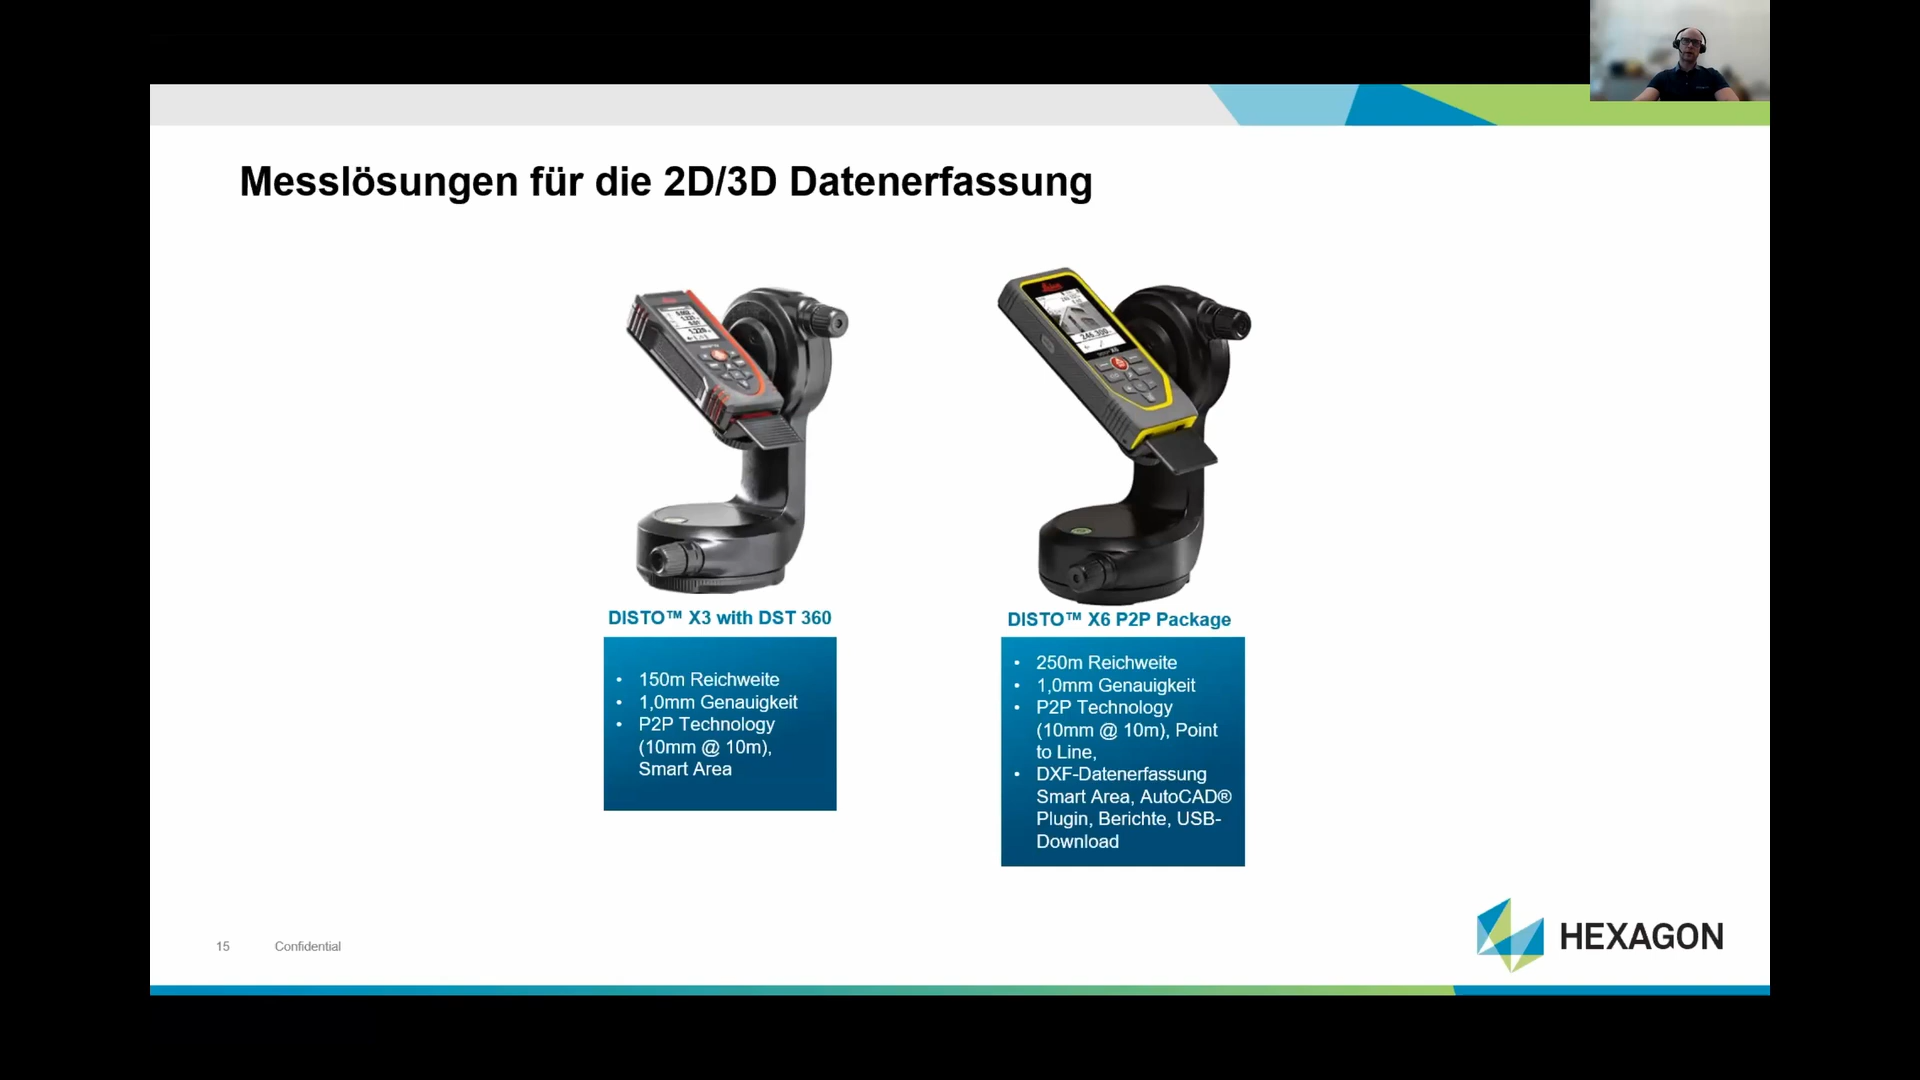 Messlösungen für die 2D/3D Datenerfassung
DISTO™ X3 with DST 360
• 150m Reichweite
• 1,0mm Genauigkeit
• P2P Technology
(10mm @ 10m),
Smart Area
DISTO™ X6 P2P Package
• 250m Reichweite
• 1,0mm Genauigkeit
• P2P Technology
(10mm @ 10m), Point
to Line,
• DXF-Datenerfassung
Smart Area, AutoCAD®
Plugin, Berichte, USB-
Download
15 Confidential
HEXAGON